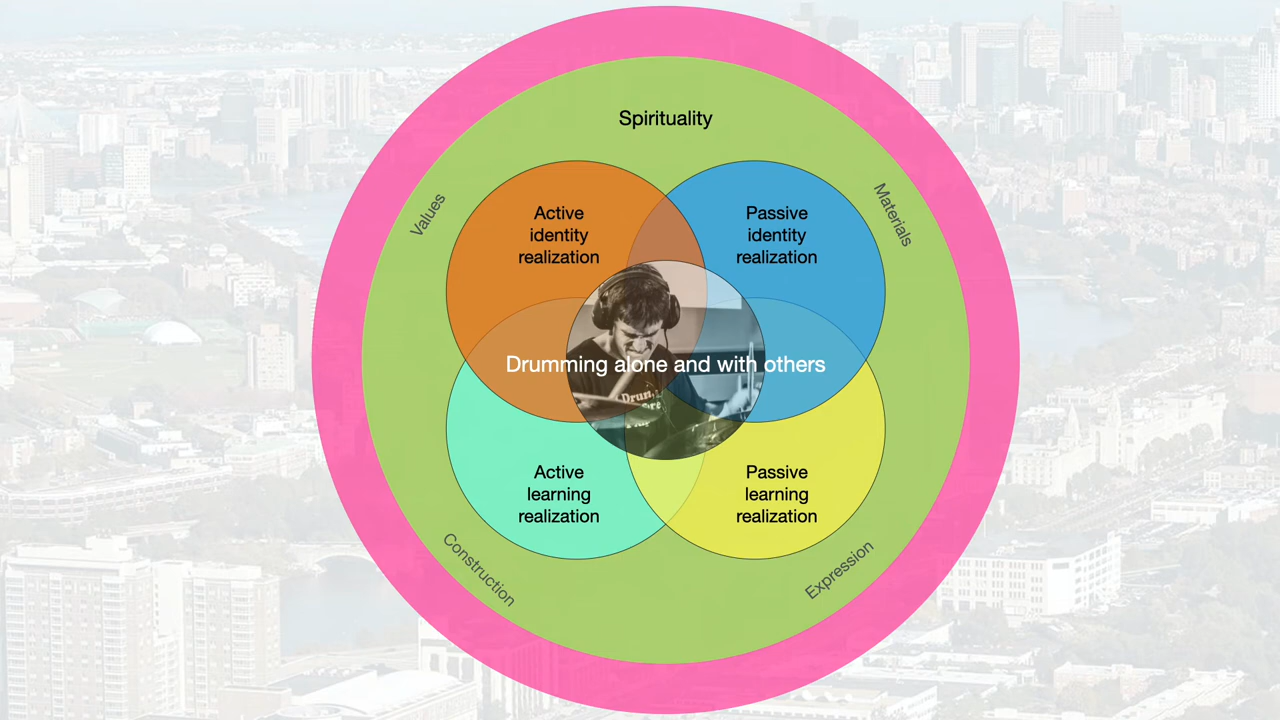 Spirituality
Values
Materials
Active
identity
realization
Passive
identity
realization
Drumming alone and with others
Active
learning
realization
Passive
learning
realization
Construction
Expression